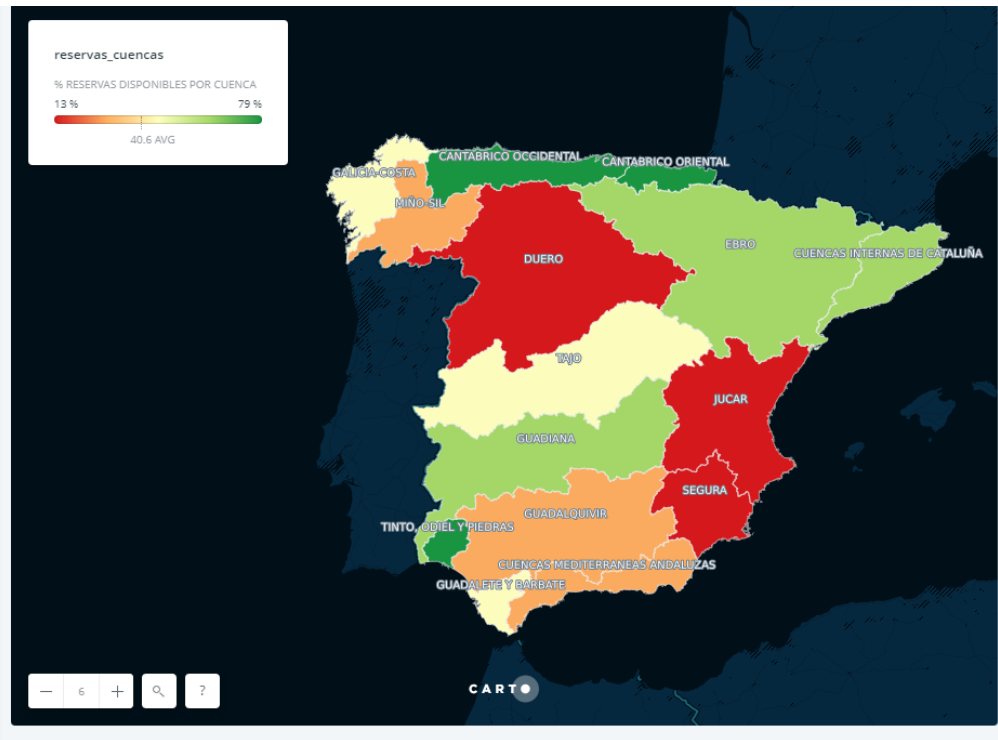 reservas_cuencas
% RESERVAS DISPONIBLES POR CUENCA
13 % 79 %
40.6 AVG
CANTABRICO OCCIDENTAL
CANTABRICO ORIENTAL
GALICIA-COSTA
MIÑO-SIL
EBRO
CUENCAS INTERNAS DE CATALUÑA
DUERO
TAJO
JUCAR
GUADIANA
SEGURA
GUADALQUIVIR
TINTO, ODIEL Y PIEDRAS
CUENCAS MEDITERRANEAS ANDALUZAS
GUADALETE Y BARBATE
− 6 + ?
CARTO